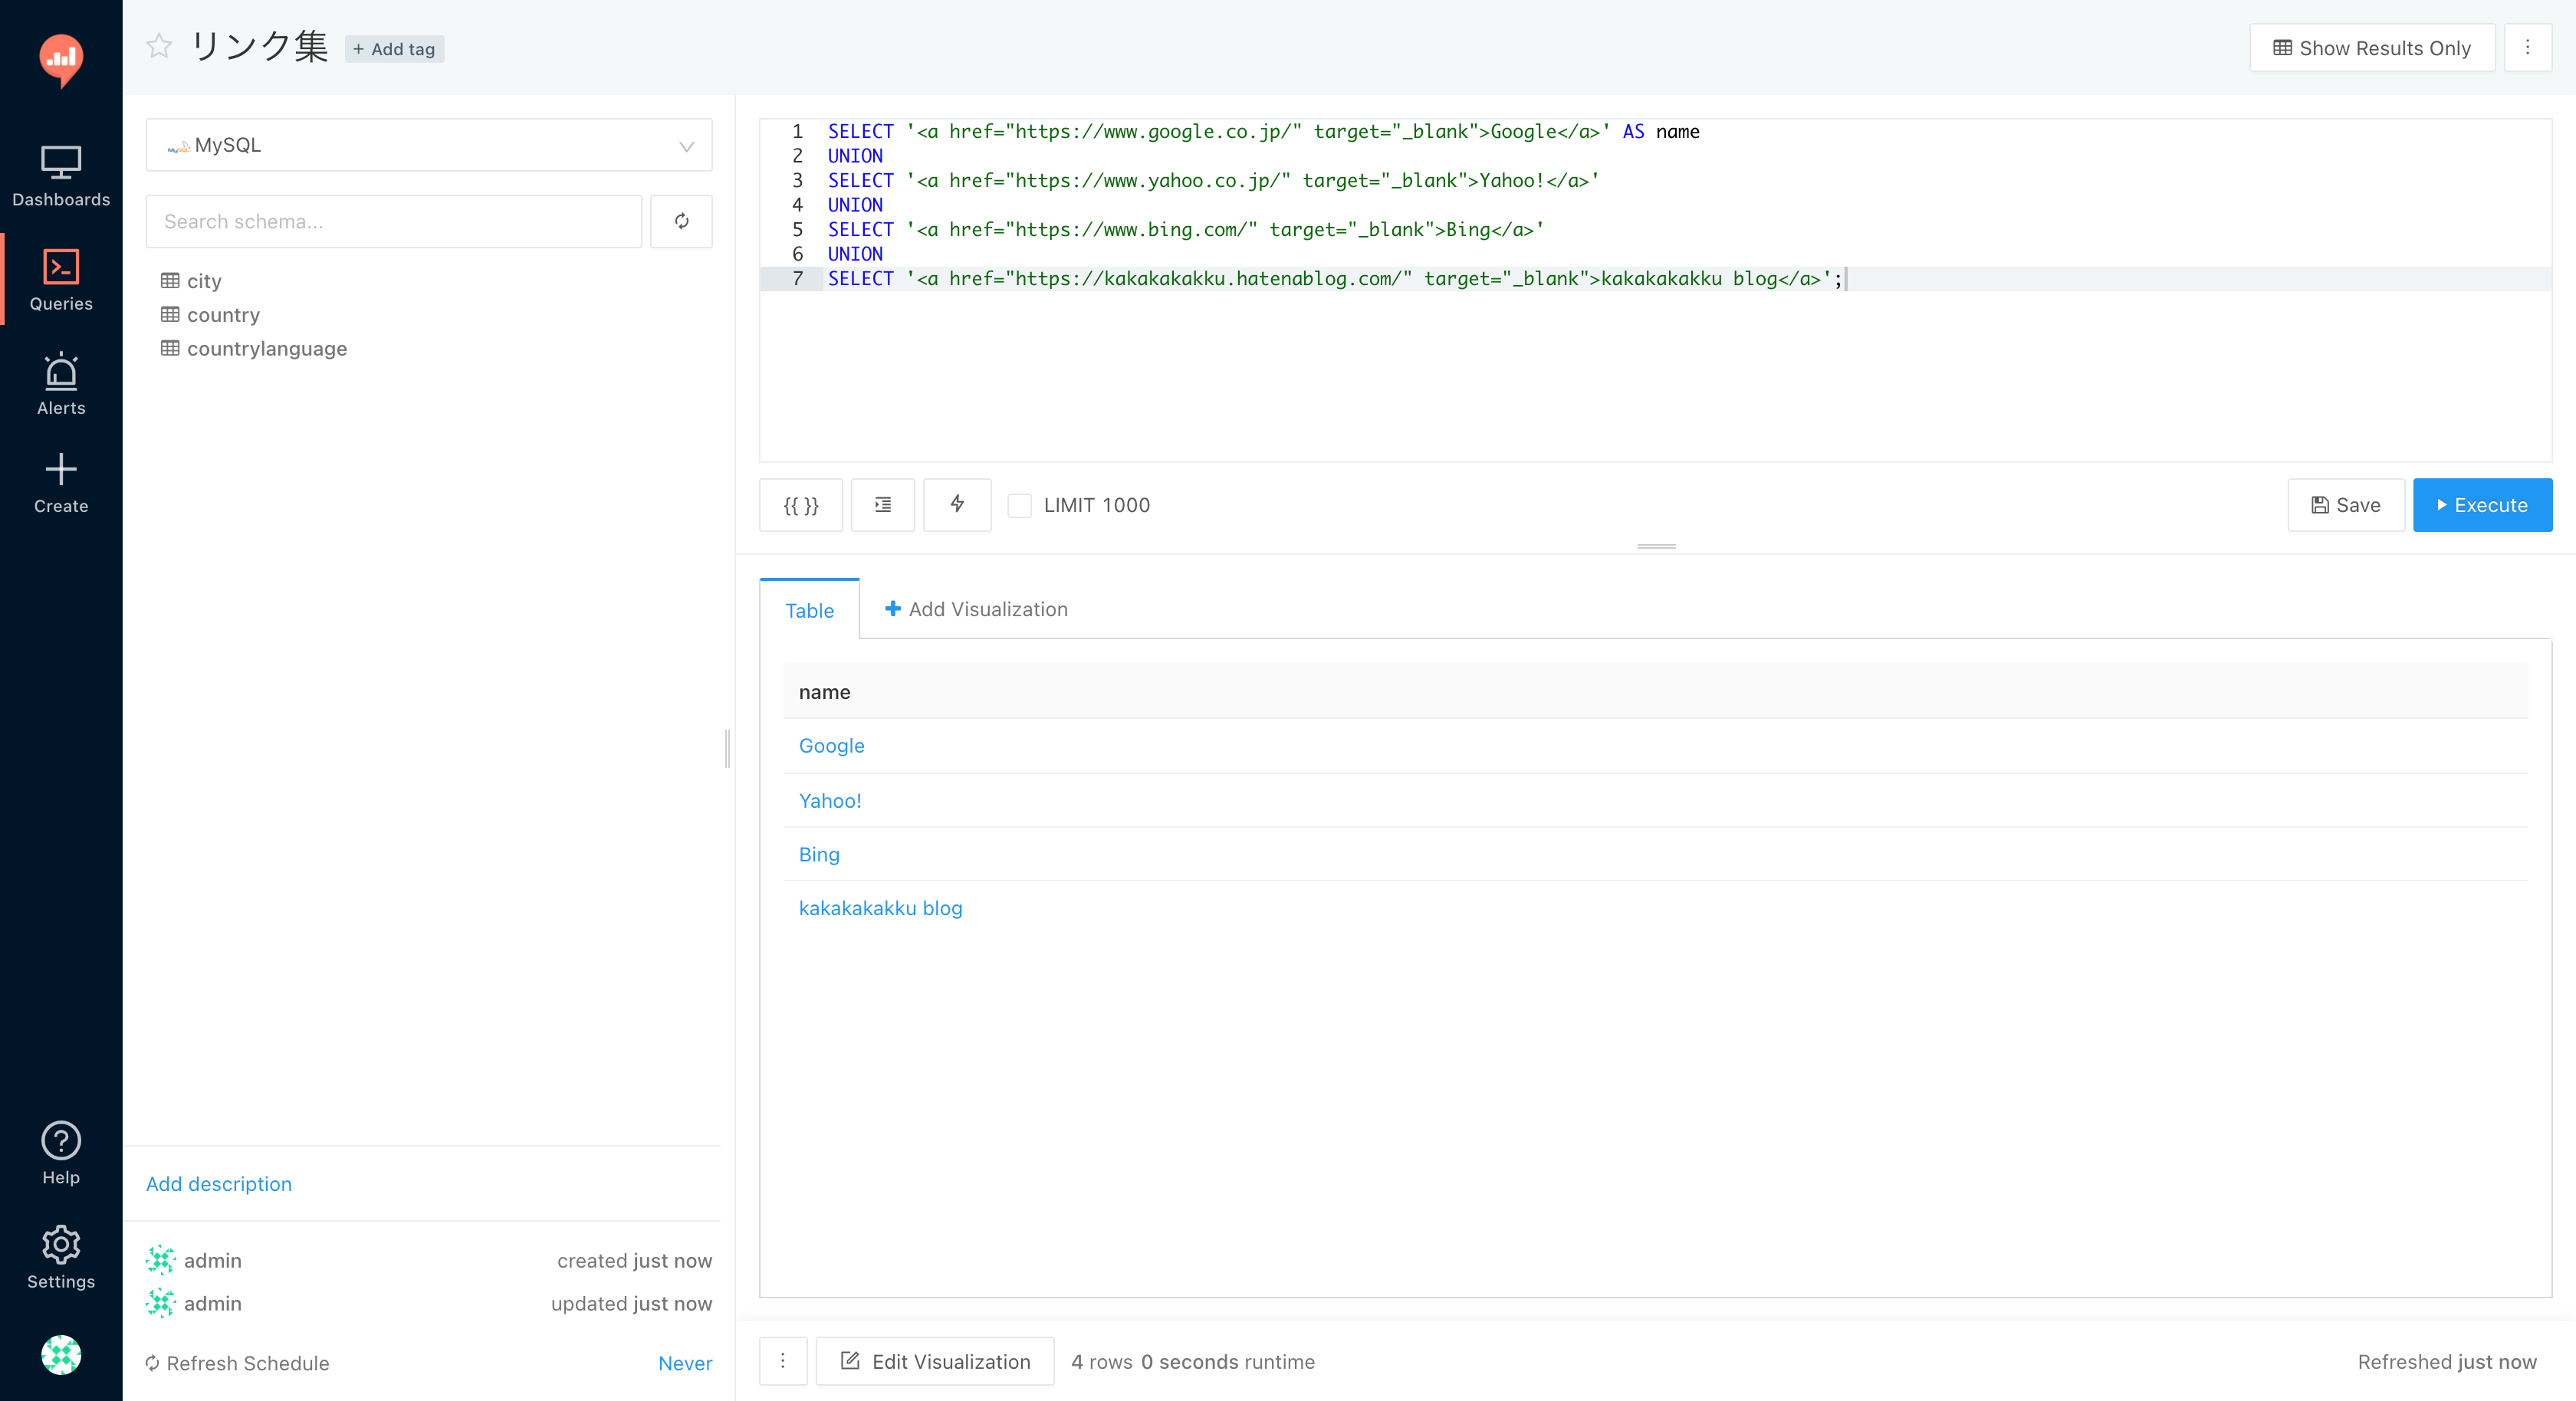 リンク集 + Add tag
Show Results Only
Dashboards
Queries
Alerts
Create
Help
Settings
MySQL
Search schema...
city
country
countrylanguage
Add description
admin created just now
admin updated just now
Refresh Schedule Never
1 SELECT '<a href="https://www.google.co.jp/" target="_blank">Google</a>' AS name
2 UNION
3 SELECT '<a href="https://www.yahoo.co.jp/" target="_blank">Yahoo!</a>'
4 UNION
5 SELECT '<a href="https://www.bing.com/" target="_blank">Bing</a>'
6 UNION
7 SELECT '<a href="https://kakakakakku.hatenablog.com/" target="_blank">kakakakakku blog</a>';
{{ }} LIMIT 1000 Save Execute
Table + Add Visualization
name
Google
Yahoo!
Bing
kakakakakku blog
Edit Visualization 4 rows 0 seconds runtime Refreshed just now